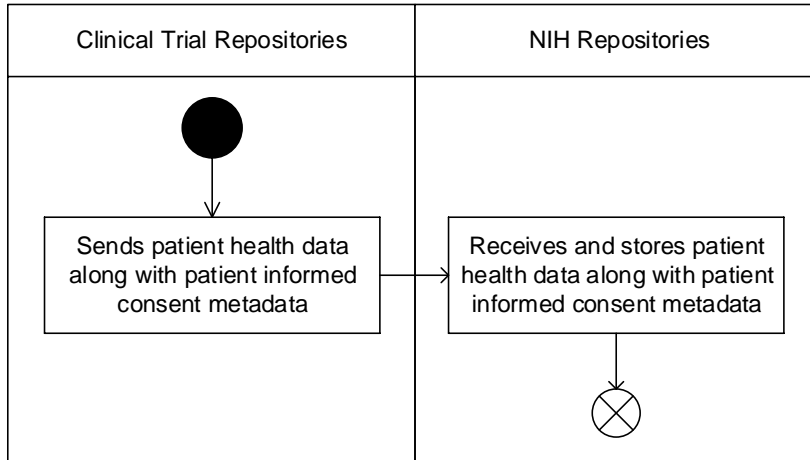 Clinical Trial Repositories
NIH Repositories
Sends patient health data
along with patient informed
consent metadata
Receives and stores patient
health data along with patient
informed consent metadata